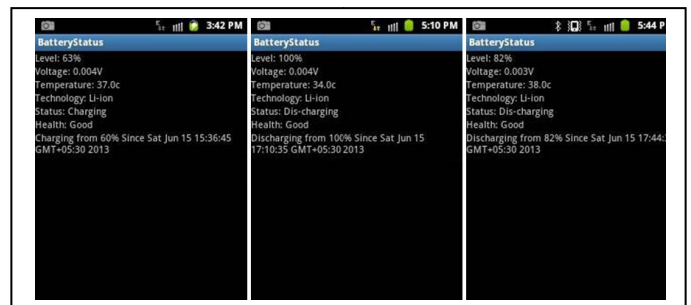 3:42 PM
BatteryStatus
Level: 63%
Voltage: 0.004V
Temperature: 37.0c
Technology: Li-ion
Status: Charging
Health: Good
Charging from 60% Since Sat Jun 15 15:36:45
GMT+05:30 2013
5:10 PM
BatteryStatus
Level: 100%
Voltage: 0.004V
Temperature: 34.0c
Technology: Li-ion
Status: Dis-charging
Health: Good
Discharging from 100% Since Sat Jun 15
17:10:35 GMT+05:30 2013
5:44 P
BatteryStatus
Level: 82%
Voltage: 0.003V
Temperature: 38.0c
Technology: Li-ion
Status: Dis-charging
Health: Good
Discharging from 82% Since Sat Jun 15 17:44:
GMT+05:30 2013